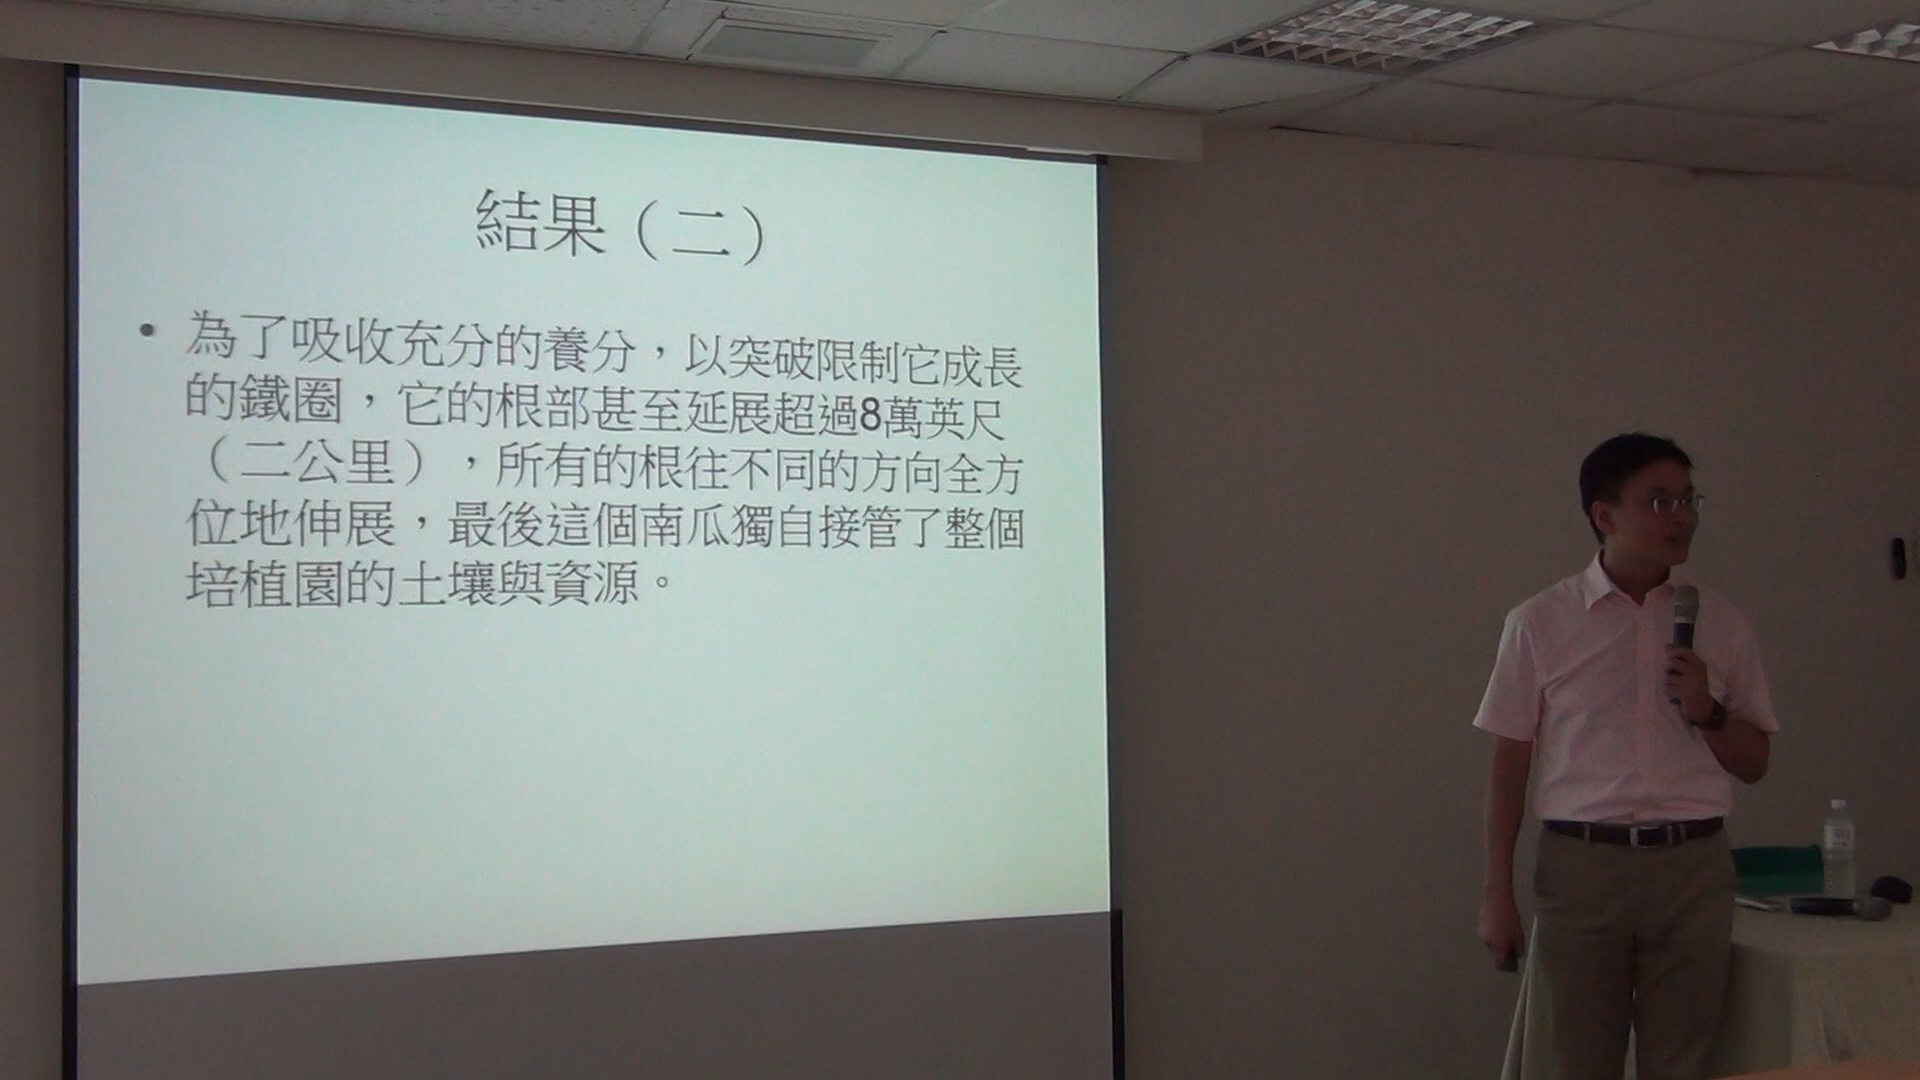 結果（二）
• 為了吸收充分的養分，以突破限制它成長
的鐵圈，它的根部甚至延展超過8萬英尺
（二公里），所有的根往不同的方向全方
位地伸展，最後這個南瓜獨自接管了整個
培植園的土壤與資源。